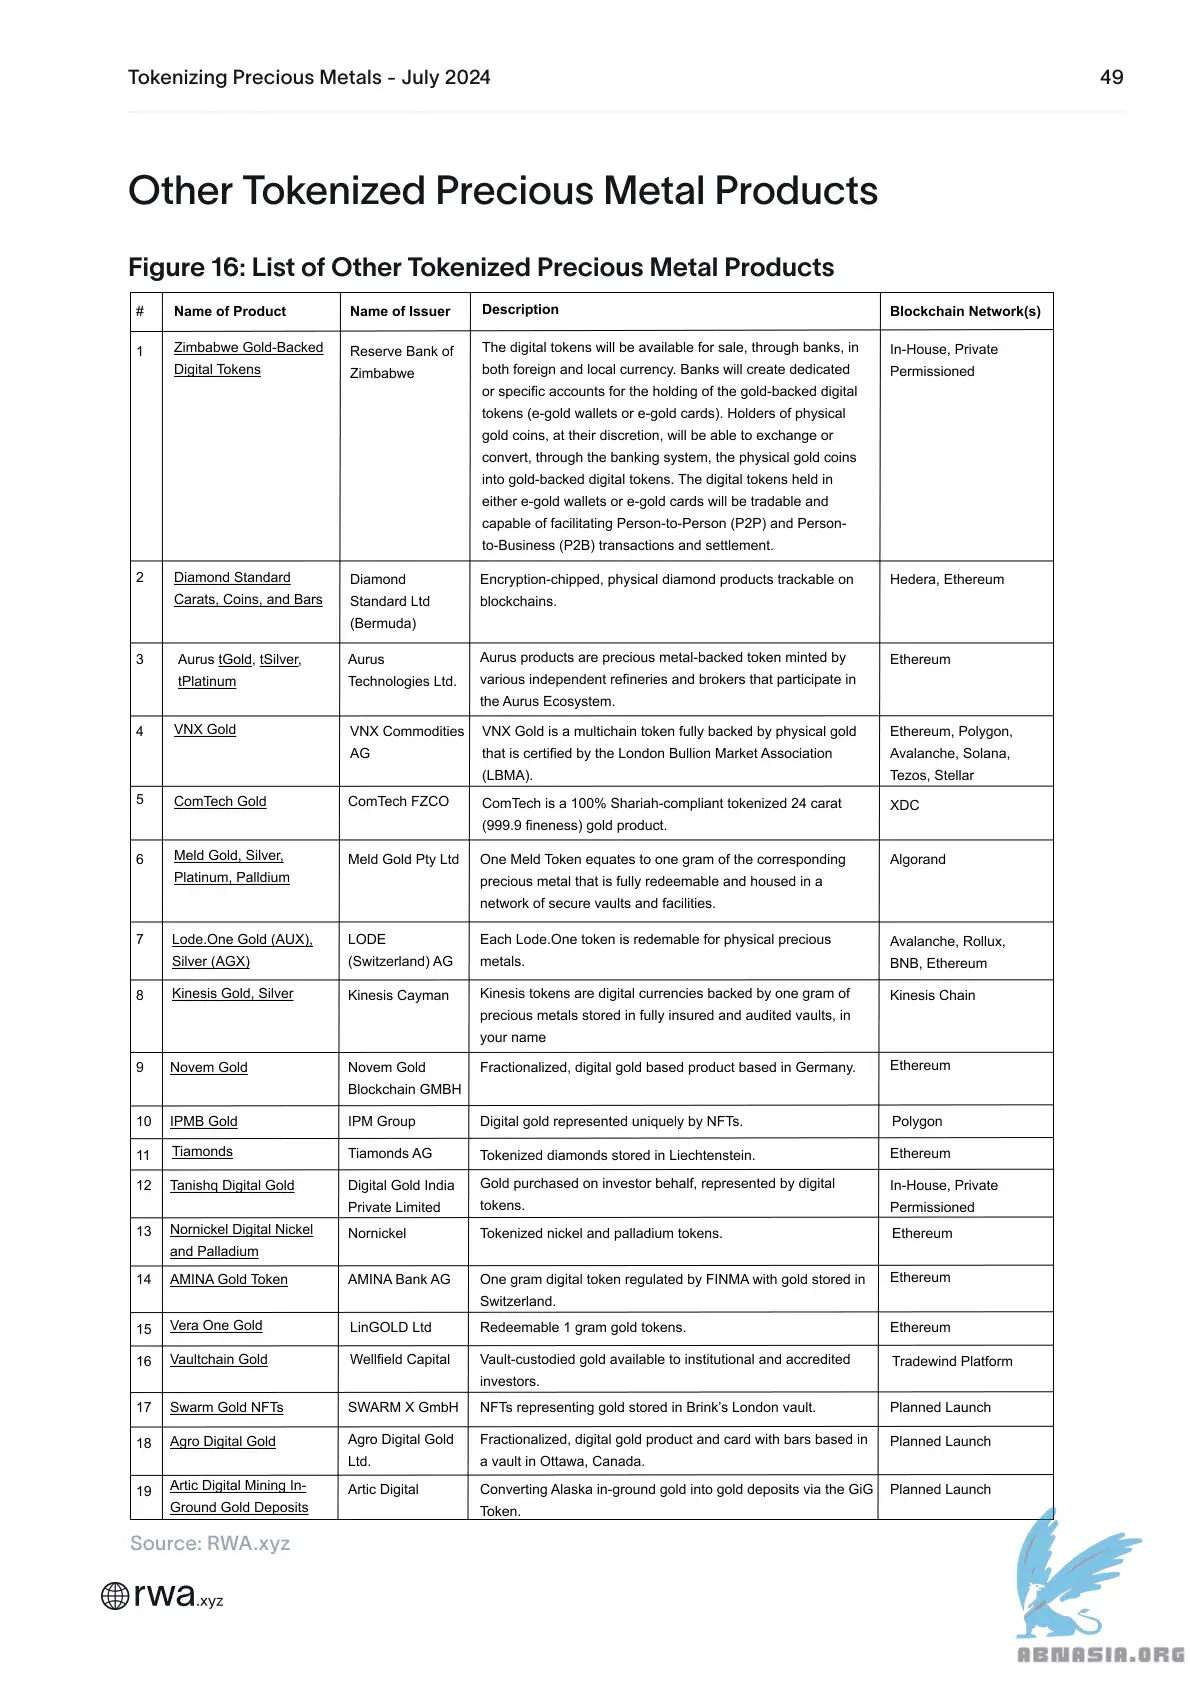 Tokenizing Precious Metals - July 2024
49
Other Tokenized Precious Metal Products
Figure 16: List of Other Tokenized Precious Metal Products
# Name of Product Name of Issuer Description Blockchain Network(s)
1 Zimbabwe Gold-Backed Reserve Bank of The digital tokens will be available for sale, through banks, in In-House, Private
Digital Tokens Zimbabwe both foreign and local currency. Banks will create dedicated Permissioned
or specific accounts for the holding of the gold-backed digital
tokens (e-gold wallets or e-gold cards). Holders of physical
gold coins, at their discretion, will be able to exchange or
convert, through the banking system, the physical gold coins
into gold-backed digital tokens. The digital tokens held in
either e-gold wallets or e-gold cards will be tradable and
capable of facilitating Person-to-Person (P2P) and Person-
to-Business (P2B) transactions and settlement.
2 Diamond Standard Diamond Encryption-chipped, physical diamond products trackable on Hedera, Ethereum
Carats, Coins, and Bars Standard Ltd blockchains.
(Bermuda)
3 Aurus tGold, tSilver, Aurus Aurus products are precious metal-backed token minted by Ethereum
tPlatinum Technologies Ltd. various independent refineries and brokers that participate in
the Aurus Ecosystem.
4 VNX Gold VNX Commodities VNX Gold is a multichain token fully backed by physical gold Ethereum, Polygon,
AG that is certified by the London Bullion Market Association Avalanche, Solana,
(LBMA). Tezos, Stellar
5 ComTech Gold ComTech FZCO ComTech is a 100% Shariah-compliant tokenized 24 carat XDC
(999.9 fineness) gold product.
6 Meld Gold, Silver, Meld Gold Pty Ltd One Meld Token equates to one gram of the corresponding Algorand
Platinum, Palldium precious metal that is fully redeemable and housed in a
network of secure vaults and facilities.
7 Lode.One Gold (AUX), LODE Each Lode.One token is redemable for physical precious Avalanche, Rollux,
Silver (AGX) (Switzerland) AG metals. BNB, Ethereum
8 Kinesis Gold, Silver Kinesis Cayman Kinesis tokens are digital currencies backed by one gram of Kinesis Chain
precious metals stored in fully insured and audited vaults, in
your name
9 Novem Gold Novem Gold Fractionalized, digital gold based product based in Germany. Ethereum
Blockchain GMBH
10 IPMB Gold IPM Group Digital gold represented uniquely by NFTs. Polygon
11 Tiamonds Tiamonds AG Tokenized diamonds stored in Liechtenstein. Ethereum
12 Tanishq Digital Gold Digital Gold India Gold purchased on investor behalf, represented by digital In-House, Private
Private Limited tokens. Permissioned
13 Nornickel Digital Nickel Nornickel Tokenized nickel and palladium tokens. Ethereum
and Palladium
14 AMINA Gold Token AMINA Bank AG One gram digital token regulated by FINMA with gold stored in Ethereum
Switzerland.
15 Vera One Gold LinGOLD Ltd Redeemable 1 gram gold tokens. Ethereum
16 Vaultchain Gold Wellfield Capital Vault-custodied gold available to institutional and accredited Tradewind Platform
investors.
17 Swarm Gold NFTs SWARM X GmbH NFTs representing gold stored in Brink’s London vault. Planned Launch
18 Agro Digital Gold Agro Digital Gold Fractionalized, digital gold product and card with bars based in Planned Launch
Ltd. a vault in Ottawa, Canada.
19 Artic Digital Mining In- Artic Digital Converting Alaska in-ground gold into gold deposits via the GiG Planned Launch
Ground Gold Deposits Token.
Source: RWA.xyz
rwa.xyz
ABNASIA.ORG